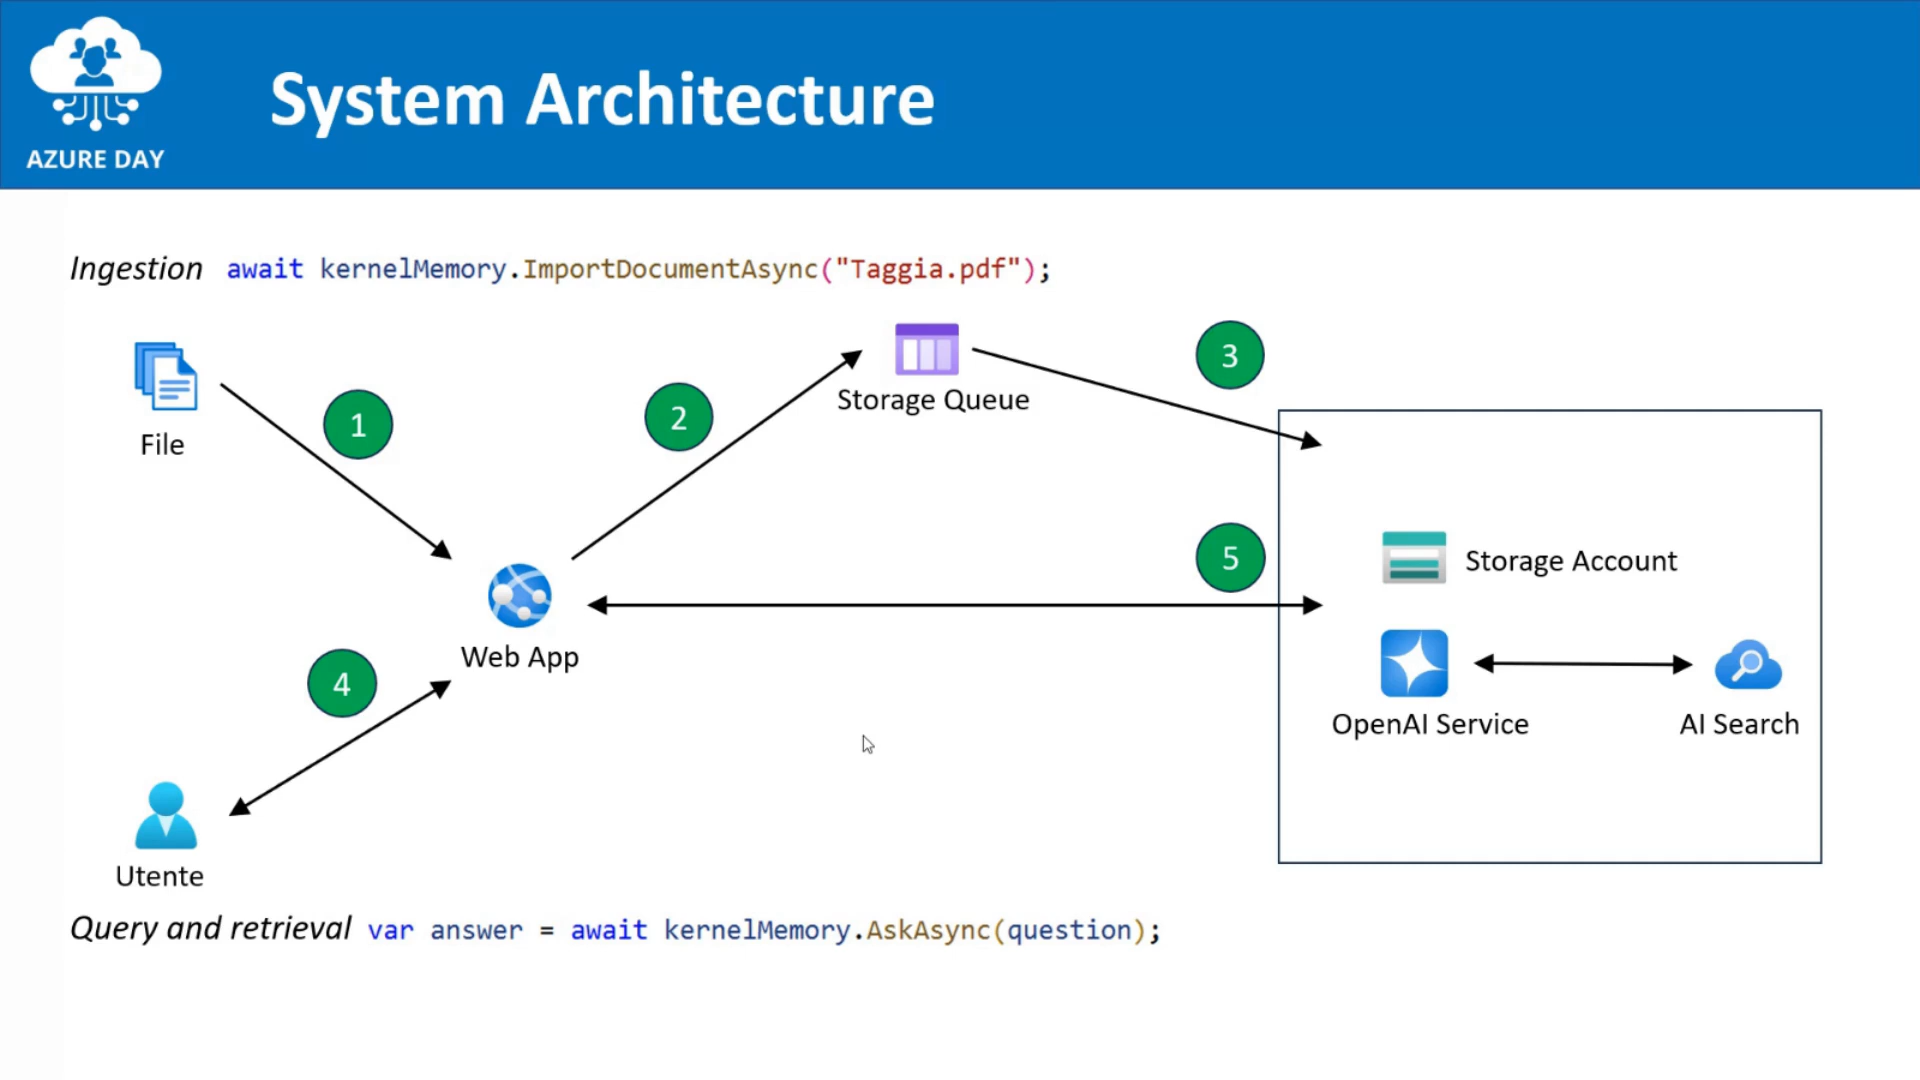 AZURE DAY
System Architecture
Ingestion await kernelMemory.ImportDocumentAsync("Taggia.pdf");
File
1
2
Storage Queue
3
Web App
4
5
Storage Account
OpenAI Service
AI Search
Utente
Query and retrieval var answer = await kernelMemory.AskAsync(question);